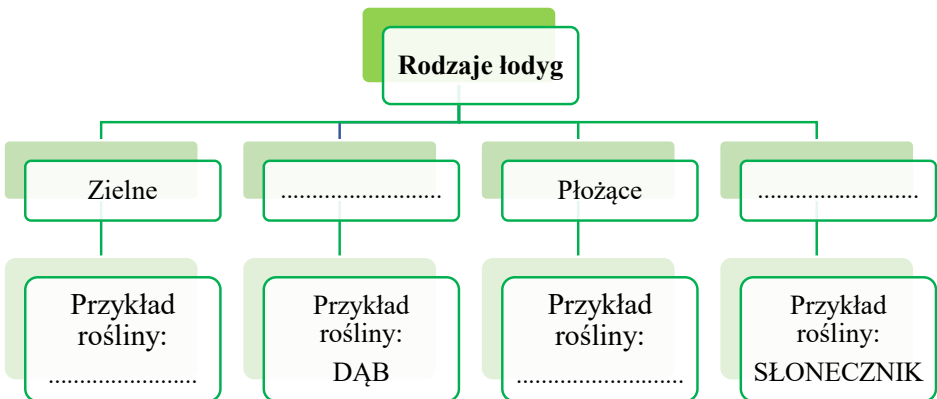 Rodzaje łodyg
Zielne
..........................
Płożące
..........................
Przykład
rośliny:
........................
Przykład
rośliny:
DĄB
Przykład
rośliny:
...........................
Przykład
rośliny:
SŁONECZNIK